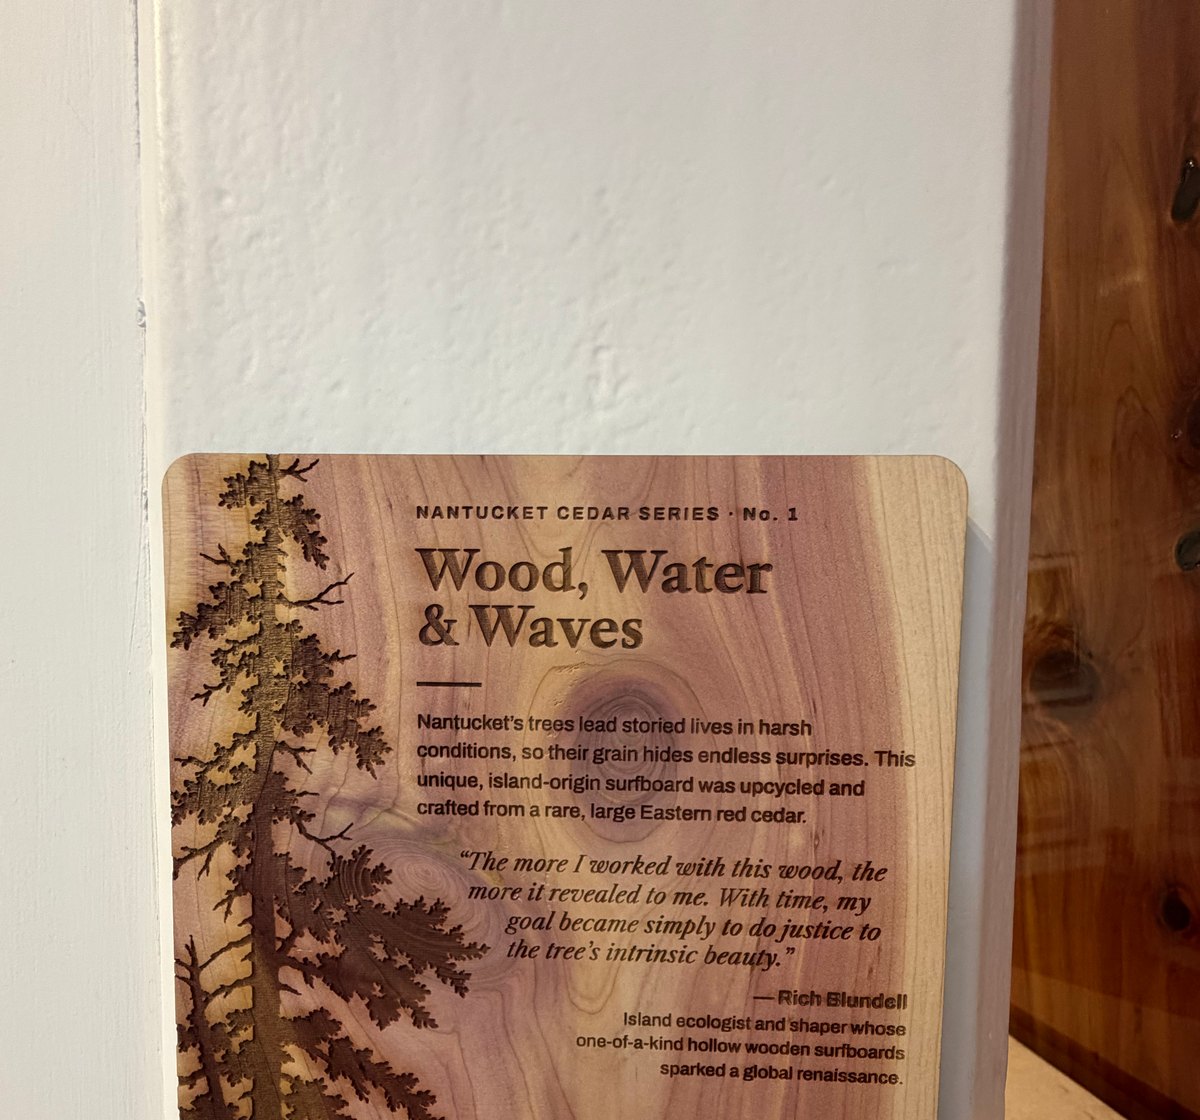 NANTUCKET CEDAR SERIES · No. 1
Wood, Water
& Waves
Nantucket’s trees lead storied lives in harsh
conditions, so their grain hides endless surprises. This
unique, island-origin surfboard was upcycled and
crafted from a rare, large Eastern red cedar.
“The more I worked with this wood, the
more it revealed to me. With time, my
goal became simply to do justice to
the tree’s intrinsic beauty.”
— Rich Blundell
Island ecologist and shaper whose
one-of-a-kind hollow wooden surfboards
sparked a global renaissance.